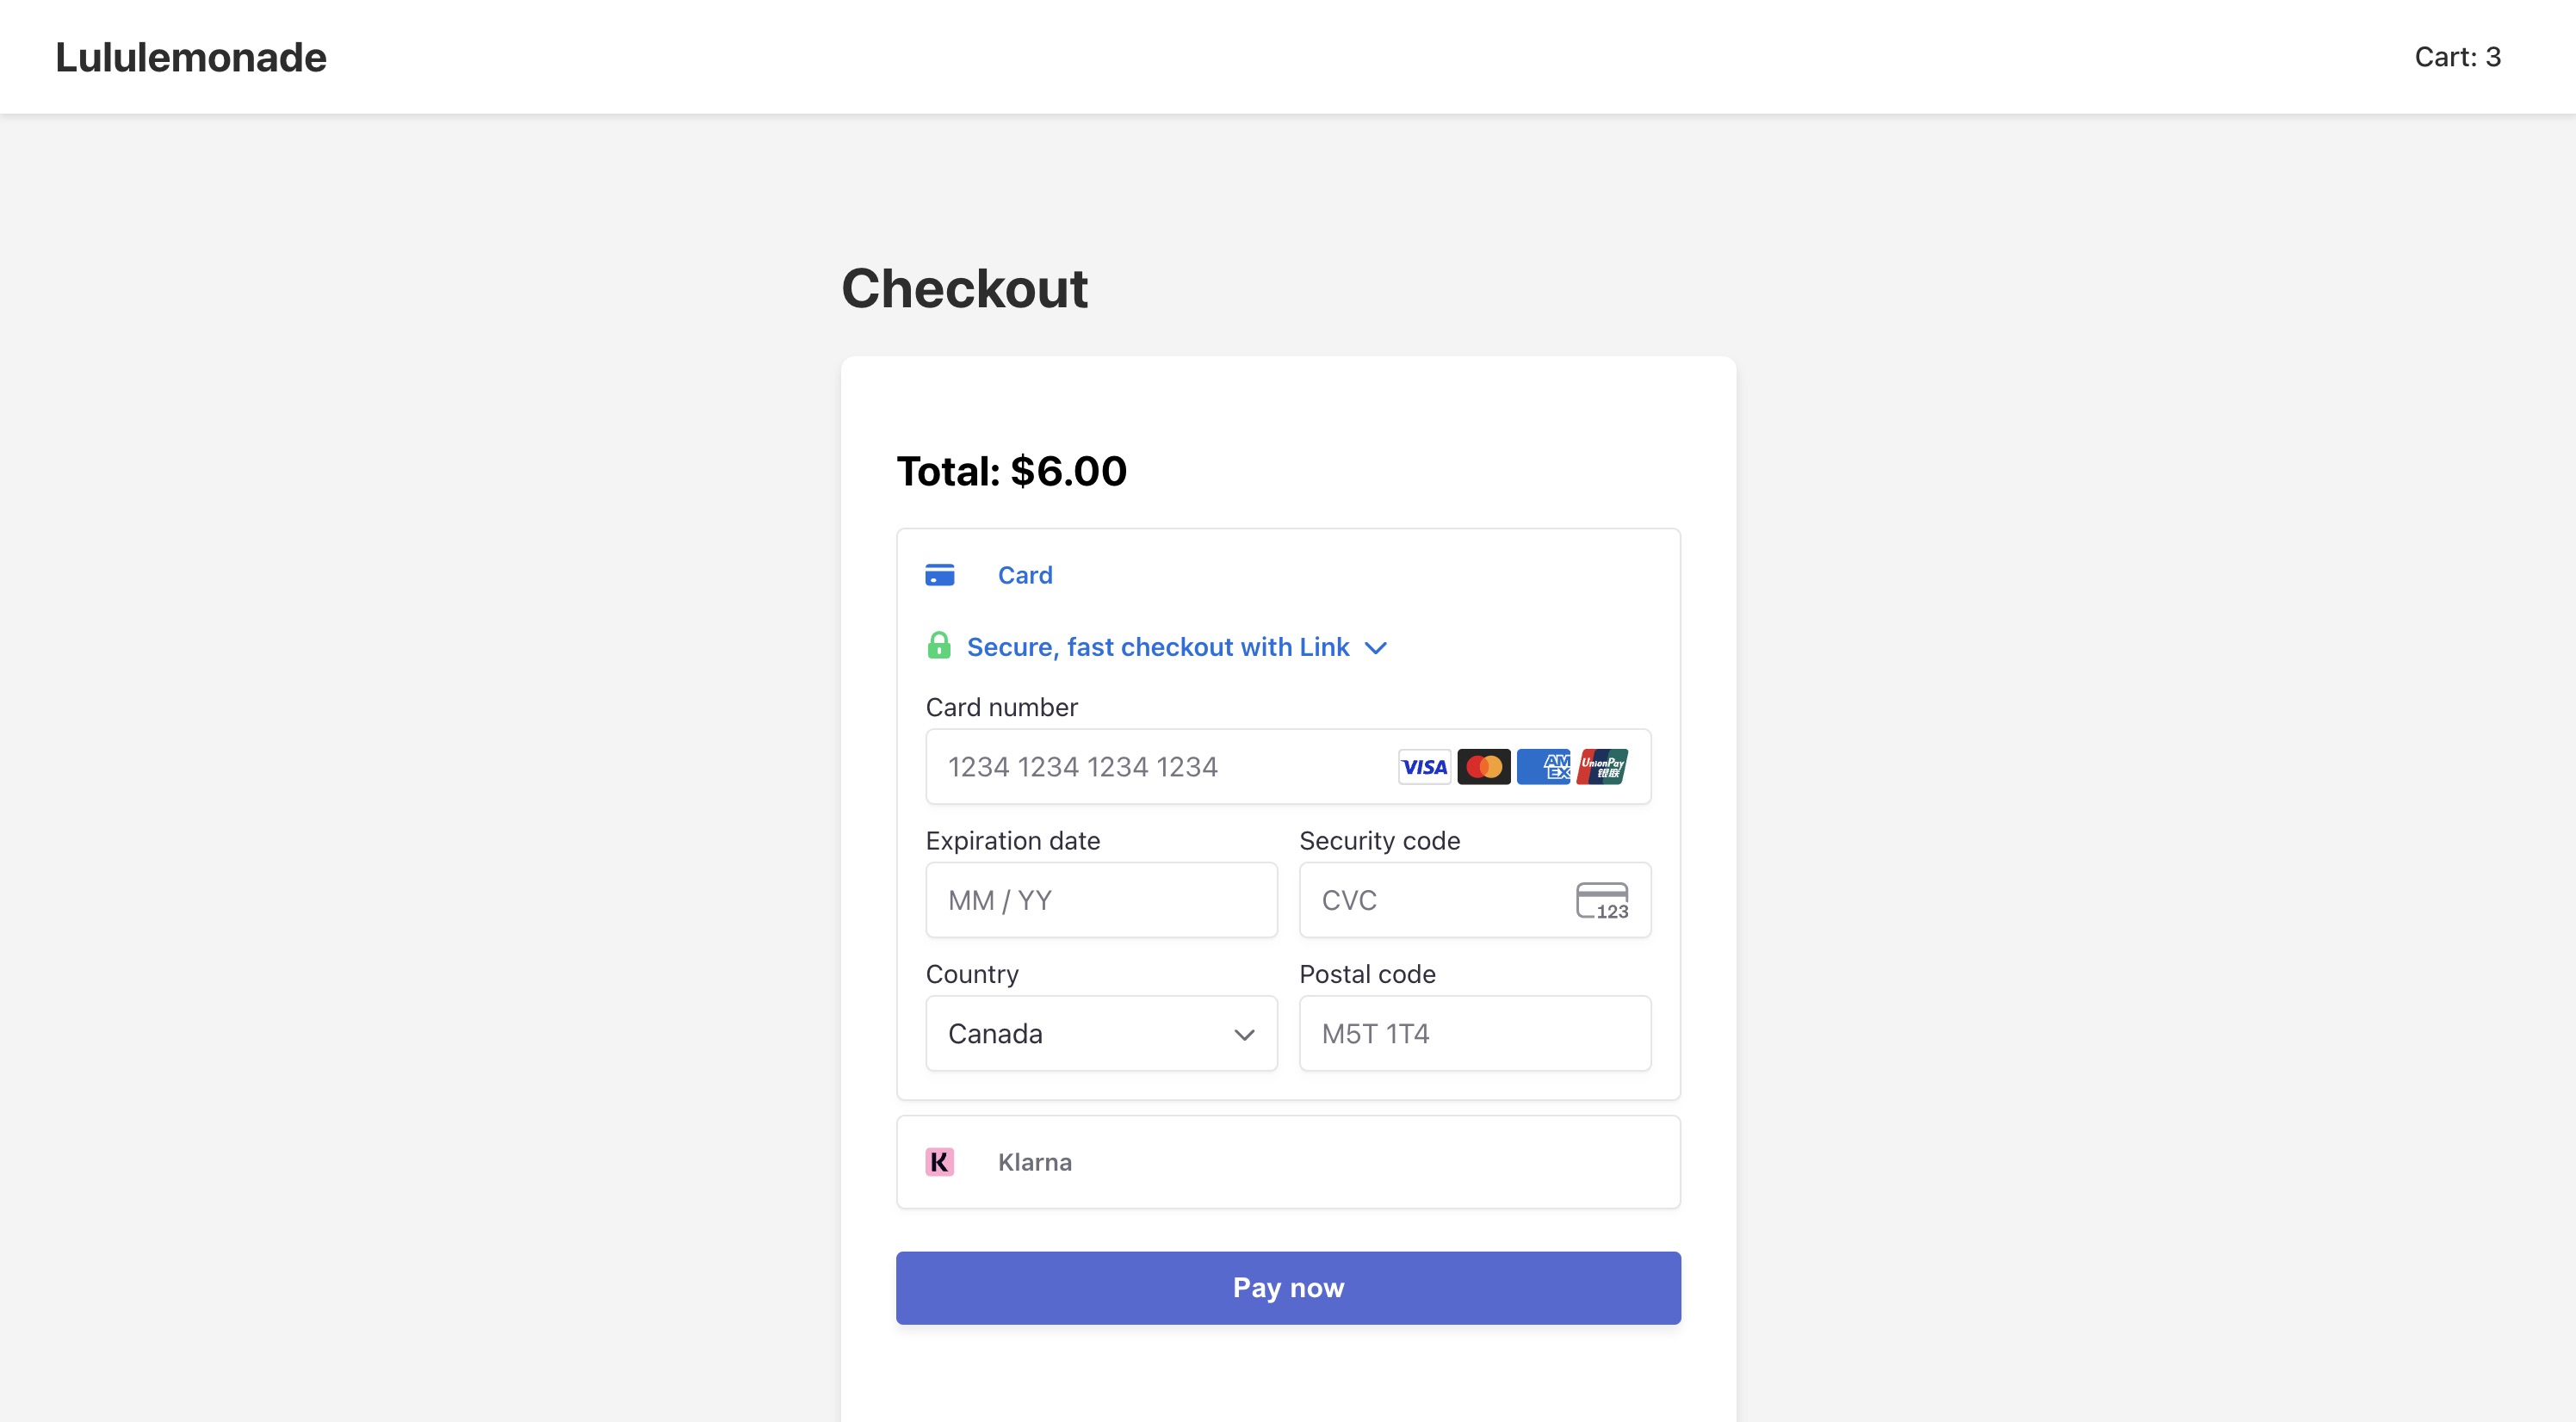 Lululemonade
Cart: 3
Checkout
Total: $6.00
Card
Secure, fast checkout with Link
Card number
1234 1234 1234 1234
VISA
AM
EX
UnionPay
银联
Expiration date
Security code
MM / YY
CVC
123
Country
Postal code
Canada
M5T 1T4
K
Klarna
Pay now